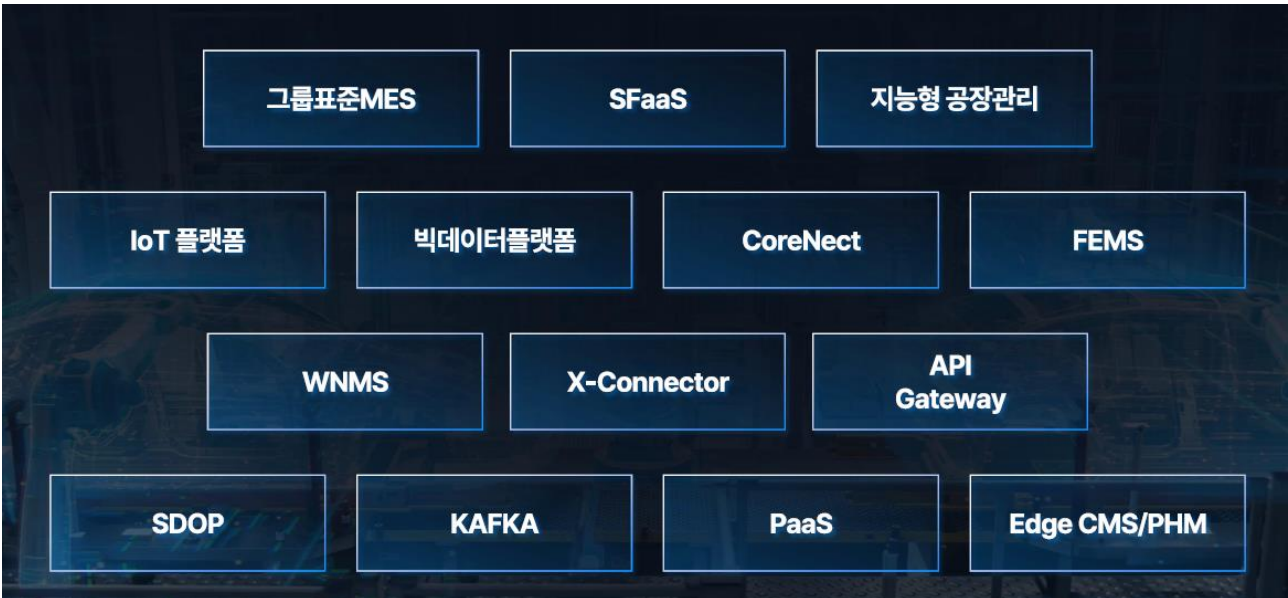 그룹표준MES
SFaaS
지능형 공장관리
IoT 플랫폼
빅데이터플랫폼
CoreNect
FEMS
WNMS
X-Connector
API
Gateway
SDOP
KAFKA
PaaS
Edge CMS/PHM